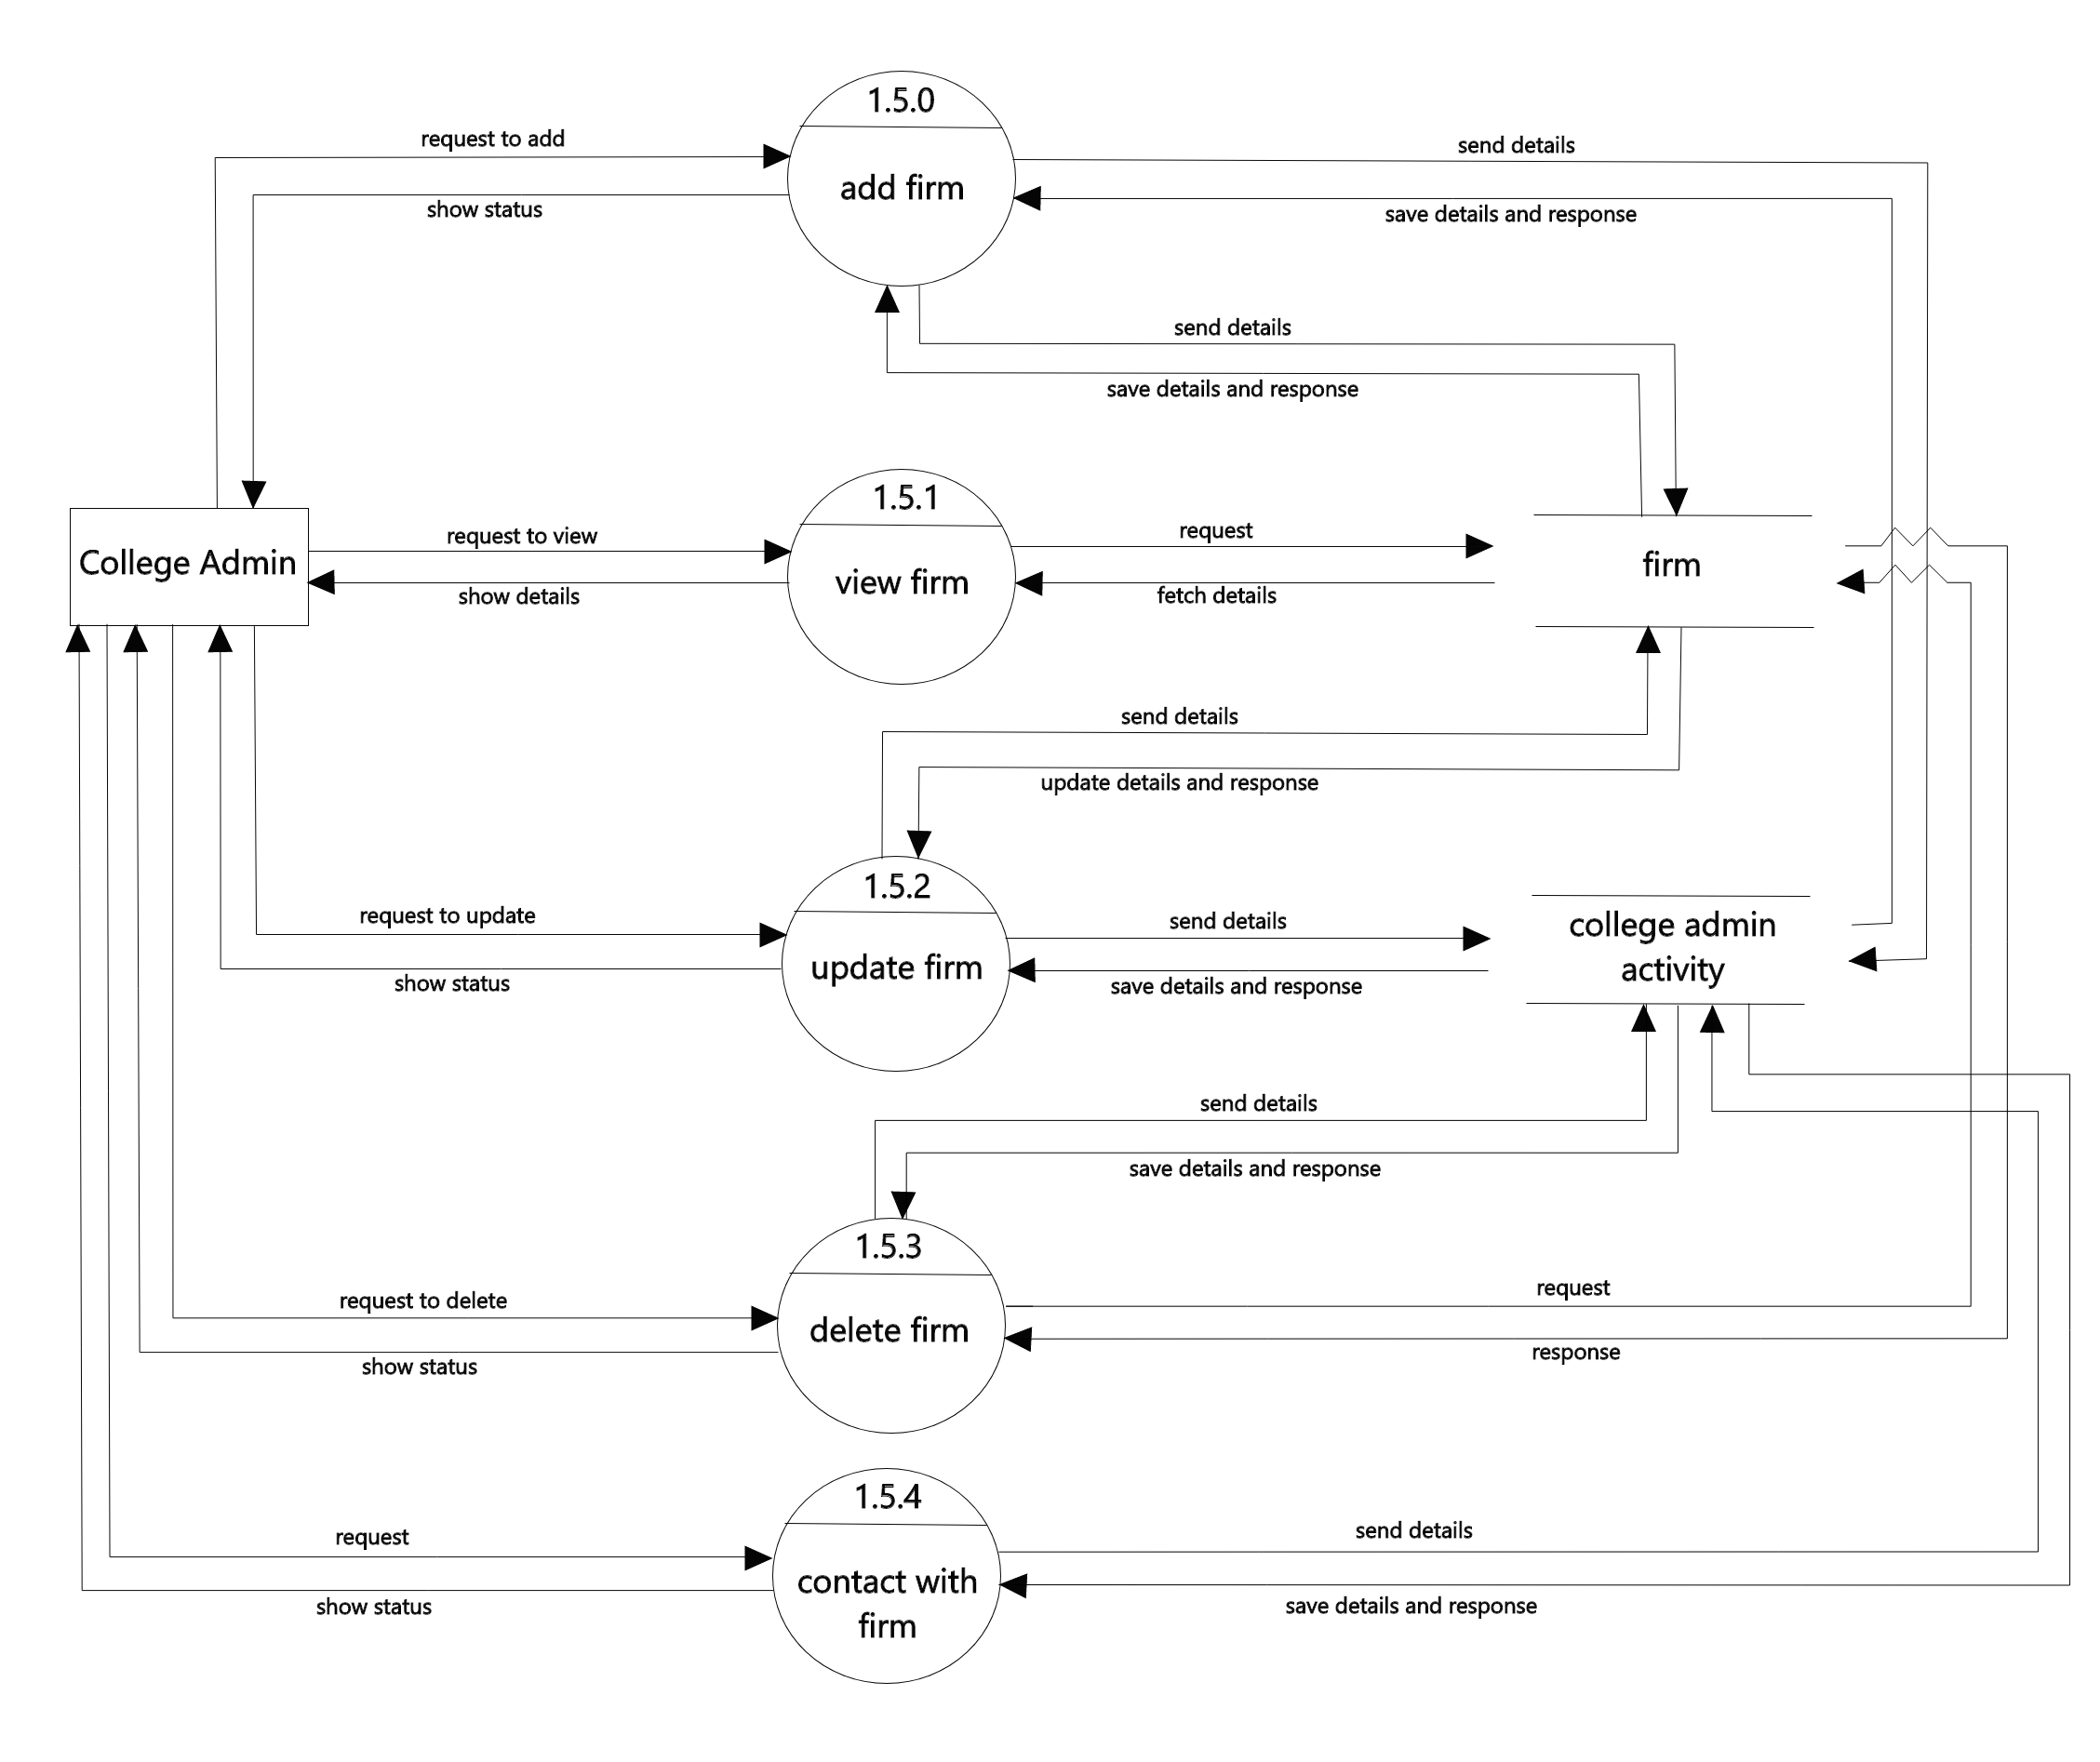 1.5.0
add firm
request to add
show status
send details
save details and response
send details
save details and response
College Admin
1.5.1
view firm
request to view
show details
request
fetch details
firm
send details
update details and response
1.5.2
update firm
request to update
show status
send details
save details and response
college admin
activity
send details
save details and response
1.5.3
delete firm
request to delete
show status
request
response
1.5.4
contact with
firm
request
show status
send details
save details and response